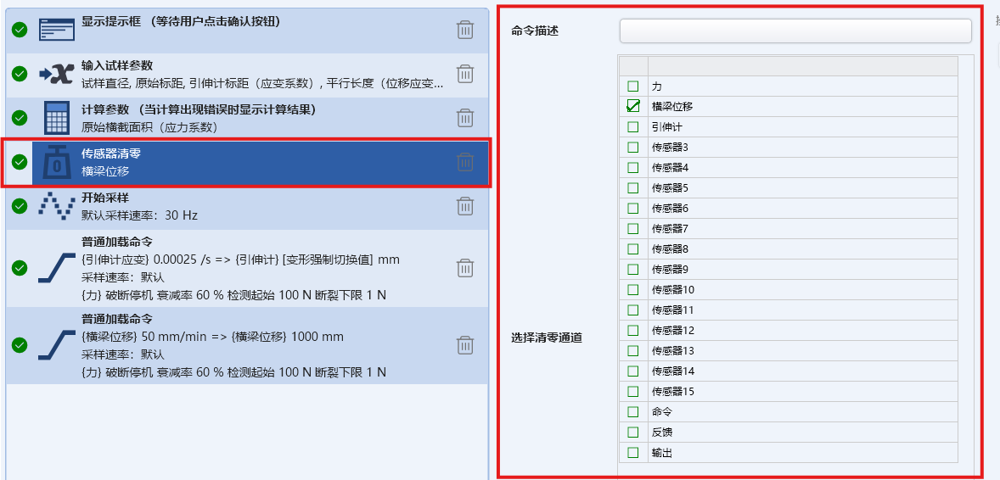 显示提示框 （等待用户点击确认按钮）
输入试样参数
试样直径, 原始标距, 引伸计标距（应变系数）, 平行长度（位移应变...
计算参数 （当计算出现错误时显示计算结果）
原始横截面积（应力系数）
传感器清零
横梁位移
开始采样
默认采样速率：30 Hz
普通加载命令
{引伸计应变} 0.00025 /s => {引伸计} [变形强制切换值] mm
采样速率：默认
{力} 破断停机 衰减率 60 % 检测起始 100 N 断裂下限 1 N
普通加载命令
{横梁位移} 50 mm/min => {横梁位移} 1000 mm
采样速率：默认
{力} 破断停机 衰减率 60 % 检测起始 100 N 断裂下限 1 N
命令描述
选择清零通道
力
横梁位移
引伸计
传感器3
传感器4
传感器5
传感器6
传感器7
传感器8
传感器9
传感器10
传感器11
传感器12
传感器13
传感器14
传感器15
命令
反馈
输出